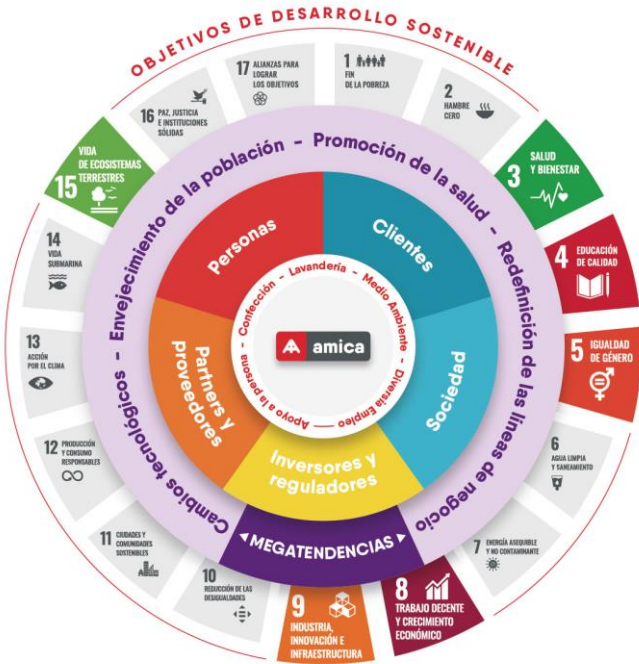 OBJETIVOS DE DESARROLLO SOSTENIBLE
1
FIN
DE LA POBREZA
2
HAMBRE
CERO
3
SALUD
Y BIENESTAR
4
EDUCACIÓN
DE CALIDAD
5
IGUALDAD
DE GÉNERO
6
AGUA LIMPIA
Y SANEAMIENTO
7
ENERGÍA ASEQUIBLE
Y NO CONTAMINANTE
8
TRABAJO DECENTE
Y CRECIMIENTO
ECONÓMICO
9
INDUSTRIA,
INNOVACIÓN E
INFRAESTRUCTURA
10
REDUCCIÓN DE LAS
DESIGUALDADES
11
CIUDADES Y
COMUNIDADES
SOSTENIBLES
12
PRODUCCIÓN
Y CONSUMO
RESPONSABLES
13
ACCIÓN
POR EL CLIMA
14
VIDA
SUBMARINA
15
VIDA
DE ECOSISTEMAS
TERRESTRES
16
PAZ, JUSTICIA
E INSTITUCIONES
SÓLIDAS
17
ALIANZAS PARA
LOGRAR
LOS OBJETIVOS
Cambios tecnológicos - Envejecimiento de la población - Promoción de la salud - Redefinición de las líneas de negocio
MEGATENDENCIAS
Personas
Clientes
Sociedad
Inversores y
reguladores
Partners y
proveedores
Apoyo a la persona - Confección - Lavandería - Medio Ambiente - Diversia Empleo
amica